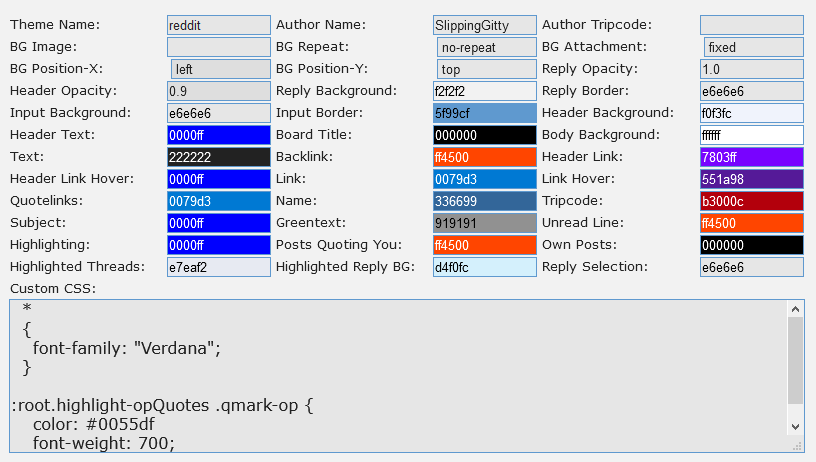 Theme Name: reddit Author Name: SlippingGitty Author Tripcode:
BG Image: BG Repeat: no-repeat BG Attachment: fixed
BG Position-X: left BG Position-Y: top Reply Opacity: 1.0
Header Opacity: 0.9 Reply Background: f2f2f2 Reply Border: e6e6e6
Input Background: e6e6e6 Input Border: 5f99cf Header Background: f0f3fc
Header Text: 0000ff Board Title: 000000 Body Background: ffffff
Text: 222222 Backlink: ff4500 Header Link: 7803ff
Header Link Hover: 0000ff Link: 0079d3 Link Hover: 551a98
Quotelinks: 0079d3 Name: 336699 Tripcode: b3000c
Subject: 0000ff Greentext: 919191 Unread Line: ff4500
Highlighting: 0000ff Posts Quoting You: ff4500 Own Posts: 000000
Highlighted Threads: e7eaf2 Highlighted Reply BG: d4f0fc Reply Selection: e6e6e6
Custom CSS:
*
{
font-family: "Verdana";
}
:root.highlight-opQuotes .qmark-op {
color: #0055df
font-weight: 700;